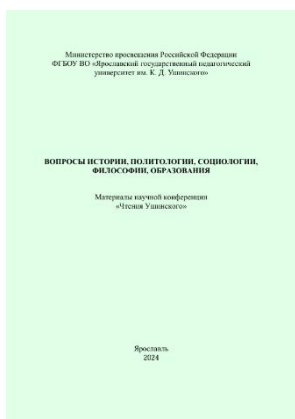 Министерство просвещения Российской Федерации
ФГБОУ ВО «Ярославский государственный педагогический
университет им. К. Д. Ушинского»
ВОПРОСЫ ИСТОРИИ, ПОЛИТОЛОГИИ, СОЦИОЛОГИИ,
ФИЛОСОФИИ, ОБРАЗОВАНИЯ
Материалы научной конференции
«Чтения Ушинского»
Ярославль
2024